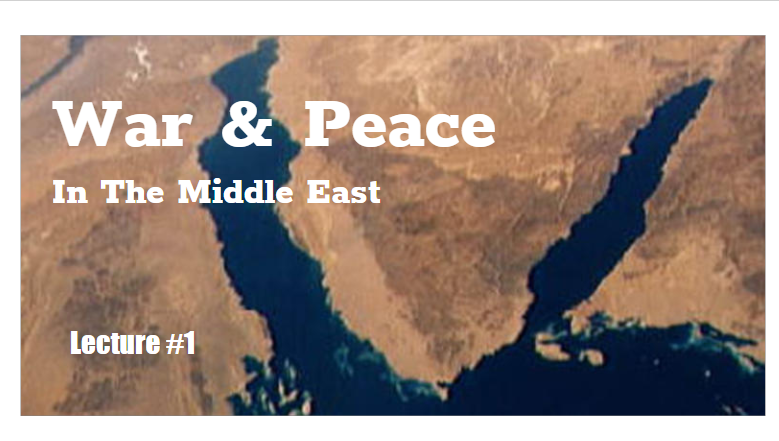 War & Peace
In The Middle East
Lecture #1